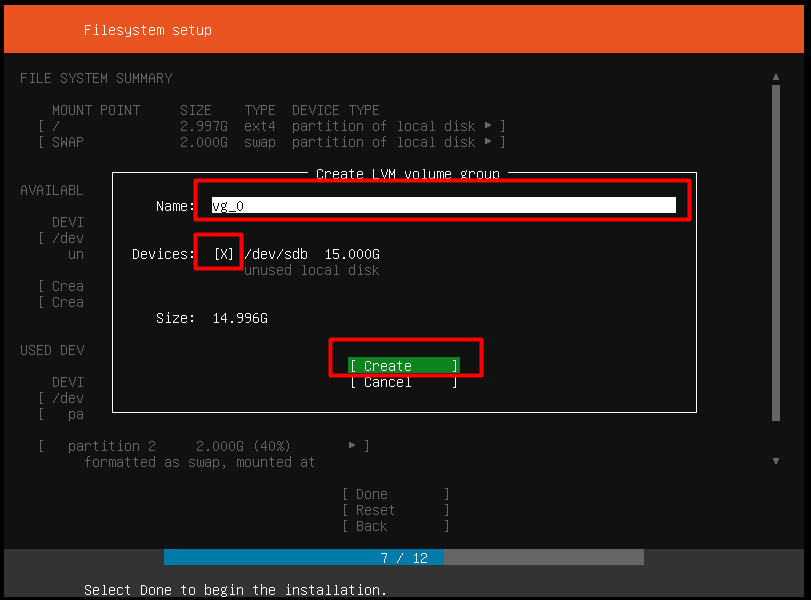 Filesystem setup
FILE SYSTEM SUMMARY
MOUNT POINT SIZE TYPE DEVICE TYPE
[ / 2.997G ext4 partition of local disk ▸ ]
[ SWAP 2.000G swap partition of local disk ▸ ]
Create LVM volume group
AVAILABL
Name: vg_0
DEVI
[ /dev
un
Devices: [X] /dev/sdb 15.000G
unused local disk
[ Crea
[ Crea
Size: 14.996G
USED DEV
[ Create ]
[ Cancel ]
DEVI
[ /dev
[ pa
[ partition 2 2.000G (40%) ▸ ]
formatted as swap, mounted at
[ Done ]
[ Reset ]
[ Back ]
7 / 12
Select Done to begin the installation.